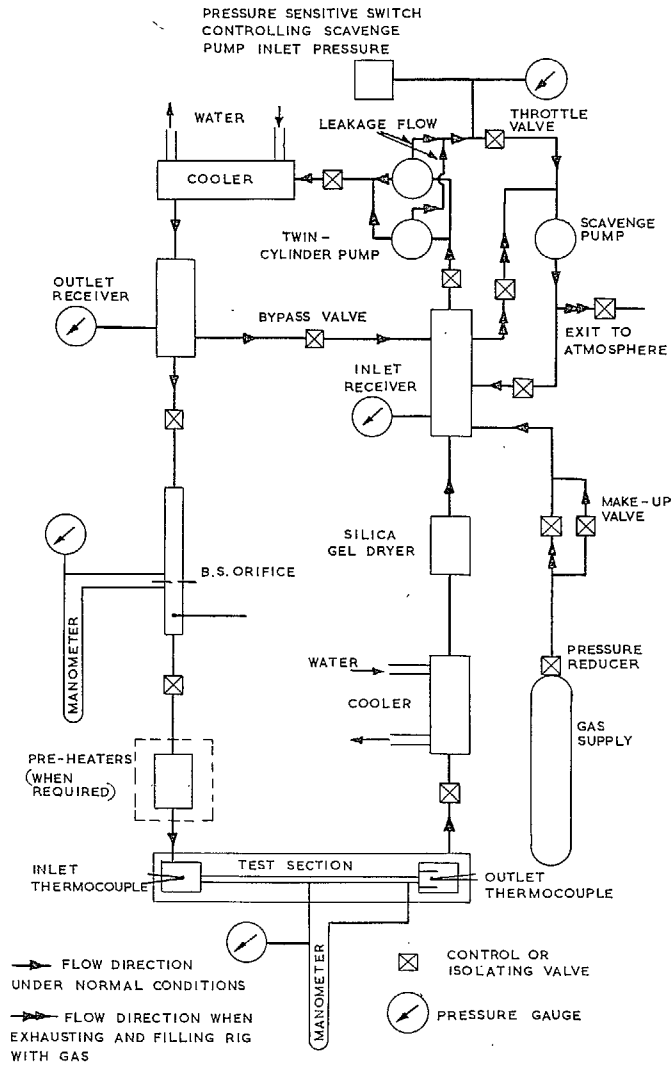 PRESSURE SENSITIVE SWITCH
CONTROLLING SCAVENGE
PUMP INLET PRESSURE
WATER
LEAKAGE FLOW
THROTTLE
VALVE
COOLER
TWIN-
CYLINDER PUMP
SCAVENGE
PUMP
OUTLET
RECEIVER
BYPASS VALVE
EXIT TO
ATMOSPHERE
INLET
RECEIVER
MAKE-UP
VALVE
SILICA
GEL DRYER
B.S. ORIFICE
MANOMETER
WATER
COOLER
PRESSURE
REDUCER
GAS
SUPPLY
PRE-HEATERS
(WHEN
REQUIRED)
TEST SECTION
INLET
THERMOCOUPLE
OUTLET
THERMOCOUPLE
MANOMETER
FLOW DIRECTION
UNDER NORMAL CONDITIONS
FLOW DIRECTION WHEN
EXHAUSTING AND FILLING RIG
WITH GAS
CONTROL OR
ISOLATING VALVE
PRESSURE GAUGE